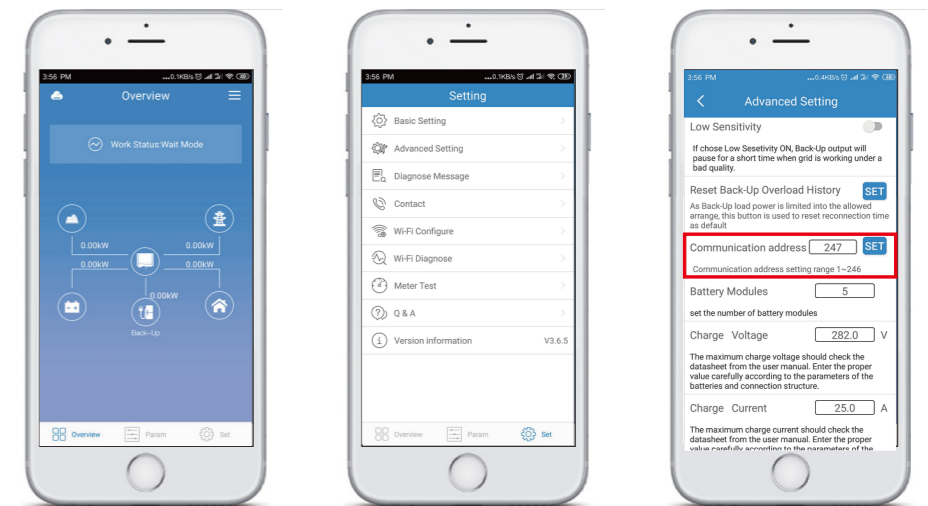 3:56 PM
...0.1KB/s
Overview
Work Status:Wait Mode
0.00kW
0.00kW
0.00kW
0.00kW
0.00kW
Back-Up
Overview
Param
Set
3:56 PM
...0.1KB/s
Setting
Basic Setting
Advanced Setting
Diagnose Message
Contact
Wi-Fi Configure
Wi-Fi Diagnose
Meter Test
Q & A
Version information V3.6.5
Overview
Param
Set
3:56 PM
...0.4KB/s
Advanced Setting
Low Sensitivity
If chose Low Sesetivity ON, Back-Up output will
pause for a short time when grid is working under a
bad quality.
Reset Back-Up Overload History SET
As Back-Up load power is limited into the allowed
arrange, this button is used to reset reconnection time
as default
Communication address 247 SET
Communication address setting range 1~246
Battery Modules 5
set the number of battery modules
Charge Voltage 282.0 V
The maximum charge voltage should check the
datasheet from the user manual. Enter the proper
value carefully according to the parameters of the
batteries and connection structure.
Charge Current 25.0 A
The maximum charge current should check the
datasheet from the user manual. Enter the proper
value carefully according to the parameters of the